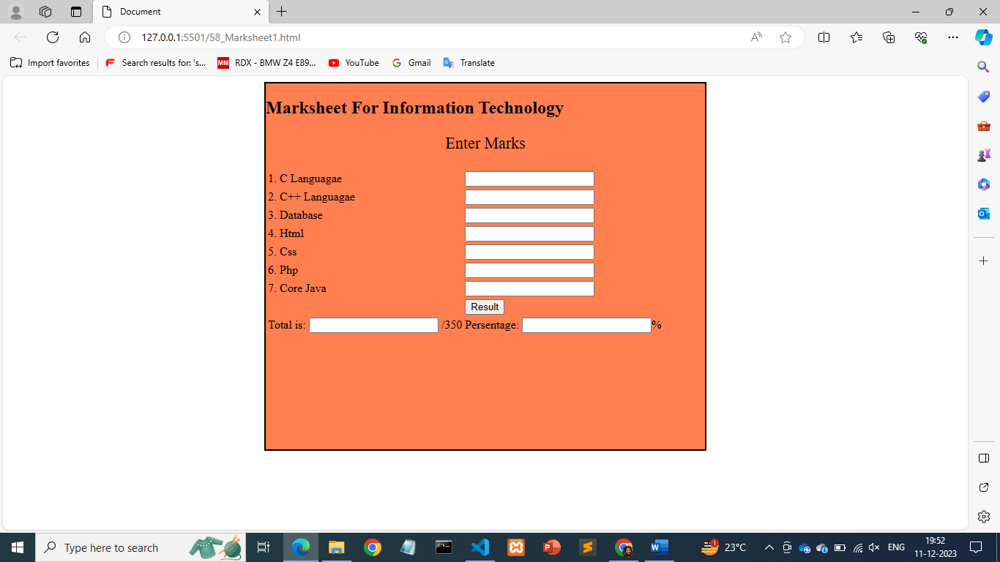 Document
127.0.0.1:5501/58_Marksheet1.html
Import favorites
Search results for: 's...
MM RDX - BMW Z4 E89...
YouTube
Gmail
Translate
Marksheet For Information Technology
Enter Marks
1. C Languagae
2. C++ Languagae
3. Database
4. Html
5. Css
6. Php
7. Core Java
Result
Total is: /350 Persentage: %
Type here to search
1
23°C
ENG
19:52
11-12-2023